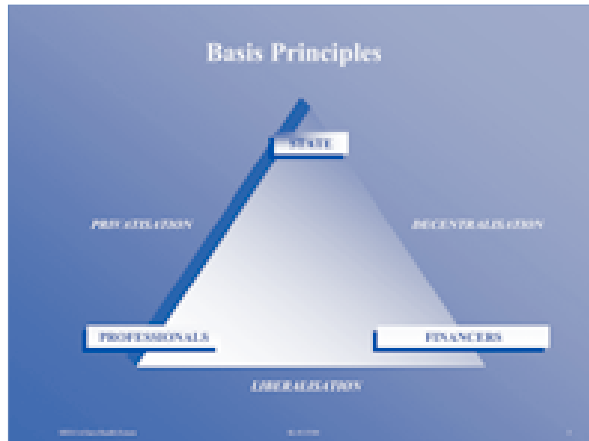 Basis Principles
STATE
PRIVATISATION
DECENTRALISATION
PROFESSIONALS
FINANCERS
LIBERALISATION